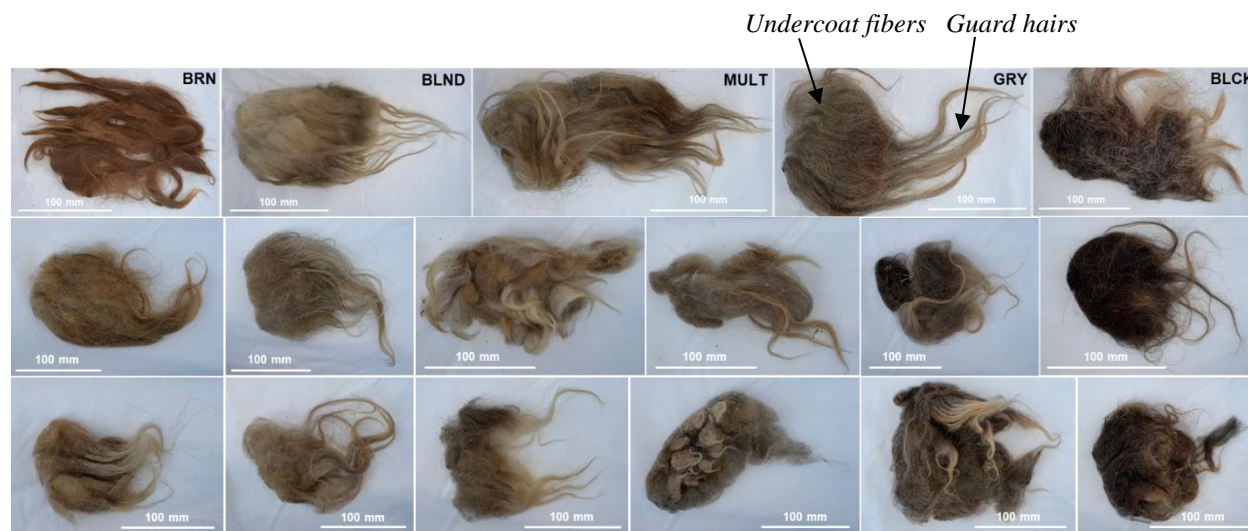 Undercoat fibers Guard hairs
BRN BLND MULT GRY BLCK
100 mm 100 mm 100 mm 100 mm 100 mm
100 mm 100 mm 100 mm 100 mm 100 mm 100 mm
100 mm 100 mm 100 mm 100 mm 100 mm 100 mm